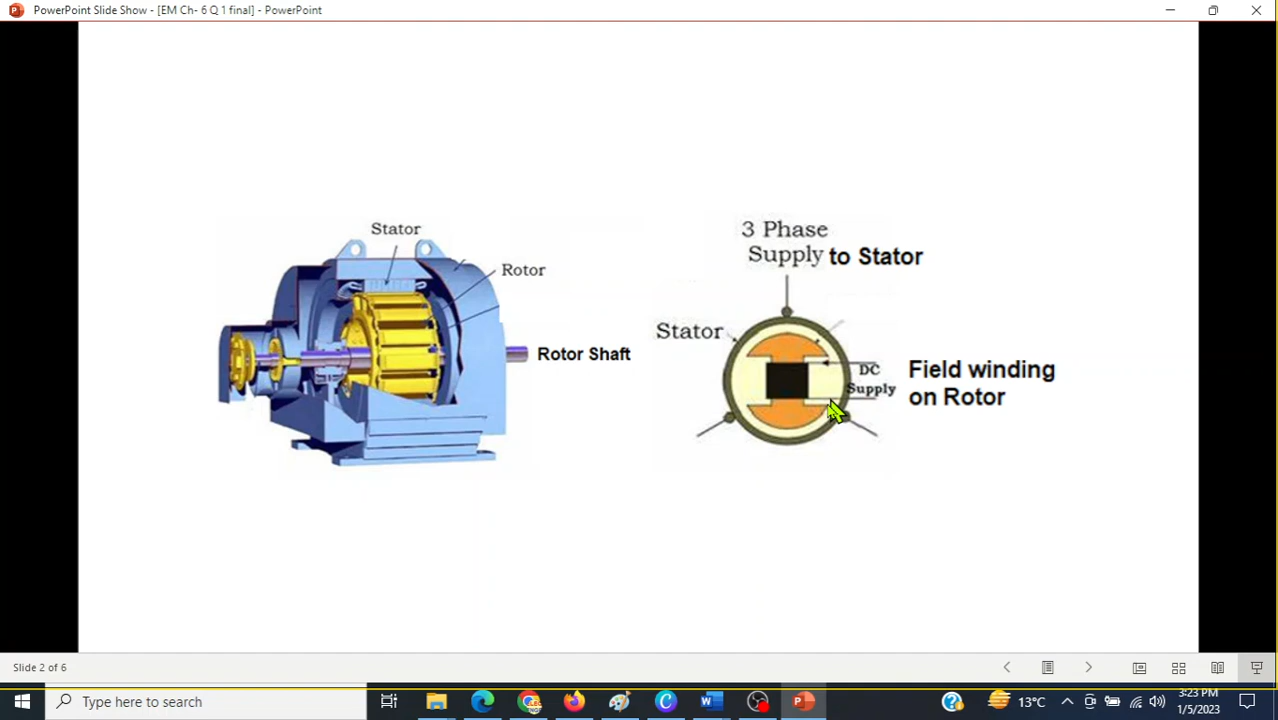 PowerPoint Slide Show - [EM Ch- 6 Q 1 final] - PowerPoint
Stator
Rotor
Rotor Shaft
3 Phase
Supply to Stator
Stator
DC
Supply
Field winding
on Rotor
Slide 2 of 6
Type here to search
13°C
3:23 PM
1/5/2023